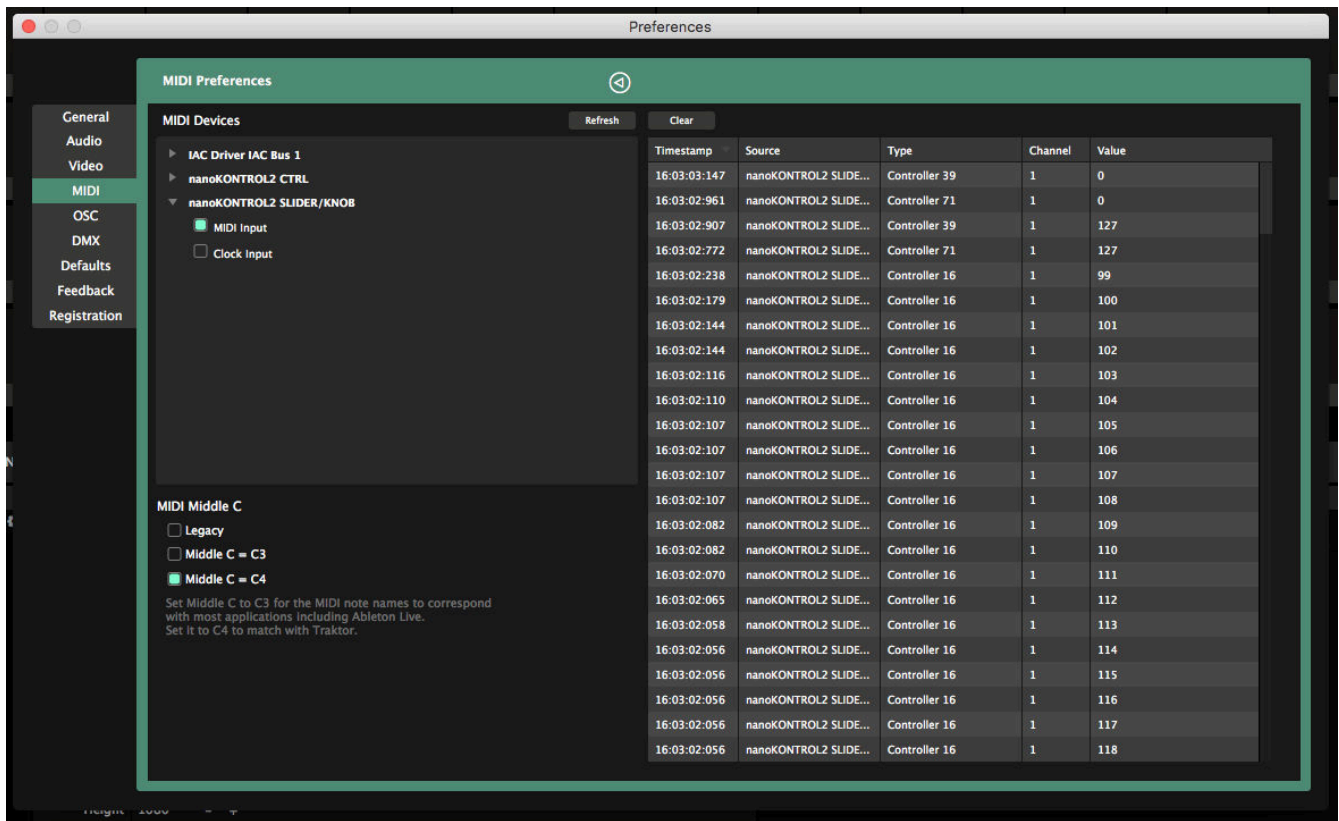 Preferences
MIDI Preferences
General
Audio
Video
MIDI
OSC
DMX
Defaults
Feedback
Registration
MIDI Devices
Refresh
IAC Driver IAC Bus 1
nanoKONTROL2 CTRL
nanoKONTROL2 SLIDER/KNOB
MIDI Input
Clock Input
MIDI Middle C
Legacy
Middle C = C3
Middle C = C4
Set Middle C to C3 for the MIDI note names to correspond
with most applications including Ableton Live.
Set it to C4 to match with Traktor.
Clear
Timestamp Source Type Channel Value
16:03:03:147 nanoKONTROL2 SLIDE... Controller 39 1 0
16:03:02:961 nanoKONTROL2 SLIDE... Controller 71 1 0
16:03:02:907 nanoKONTROL2 SLIDE... Controller 39 1 127
16:03:02:772 nanoKONTROL2 SLIDE... Controller 71 1 127
16:03:02:238 nanoKONTROL2 SLIDE... Controller 16 1 99
16:03:02:179 nanoKONTROL2 SLIDE... Controller 16 1 100
16:03:02:144 nanoKONTROL2 SLIDE... Controller 16 1 101
16:03:02:144 nanoKONTROL2 SLIDE... Controller 16 1 102
16:03:02:116 nanoKONTROL2 SLIDE... Controller 16 1 103
16:03:02:110 nanoKONTROL2 SLIDE... Controller 16 1 104
16:03:02:107 nanoKONTROL2 SLIDE... Controller 16 1 105
16:03:02:107 nanoKONTROL2 SLIDE... Controller 16 1 106
16:03:02:107 nanoKONTROL2 SLIDE... Controller 16 1 107
16:03:02:107 nanoKONTROL2 SLIDE... Controller 16 1 108
16:03:02:082 nanoKONTROL2 SLIDE... Controller 16 1 109
16:03:02:082 nanoKONTROL2 SLIDE... Controller 16 1 110
16:03:02:070 nanoKONTROL2 SLIDE... Controller 16 1 111
16:03:02:065 nanoKONTROL2 SLIDE... Controller 16 1 112
16:03:02:058 nanoKONTROL2 SLIDE... Controller 16 1 113
16:03:02:056 nanoKONTROL2 SLIDE... Controller 16 1 114
16:03:02:056 nanoKONTROL2 SLIDE... Controller 16 1 115
16:03:02:056 nanoKONTROL2 SLIDE... Controller 16 1 116
16:03:02:056 nanoKONTROL2 SLIDE... Controller 16 1 117
16:03:02:056 nanoKONTROL2 SLIDE... Controller 16 1 118